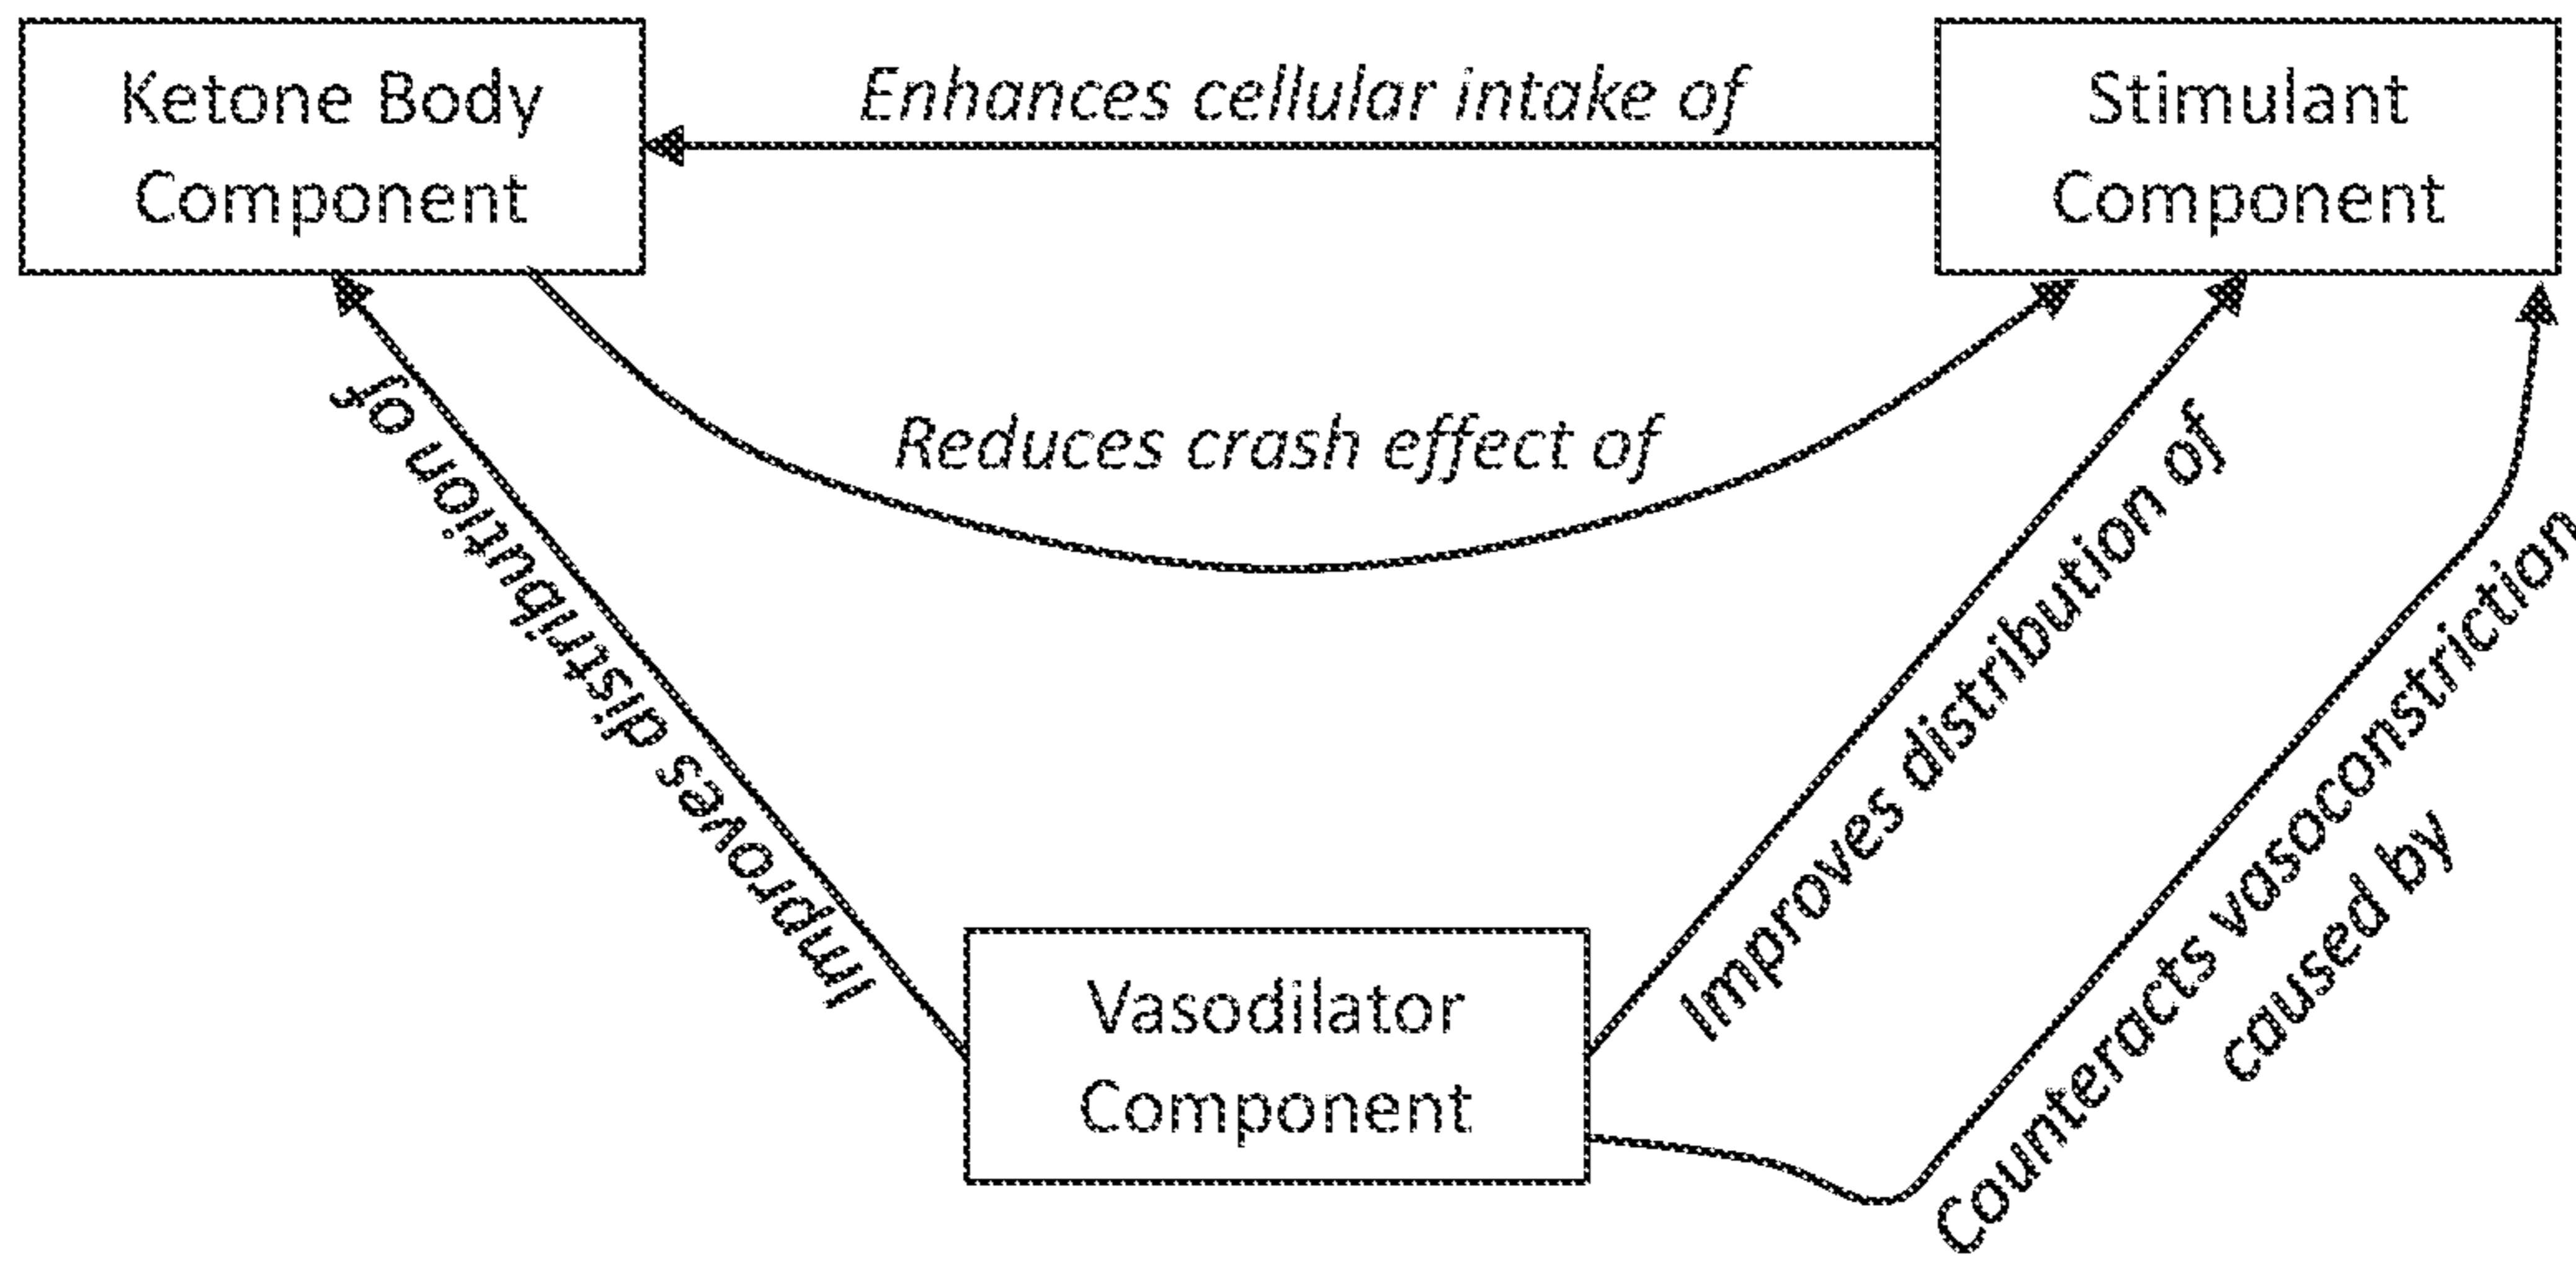 Ketone Body
Component
Enhances cellular intake of
Stimulant
Component
Reduces crash effect of
Improves distribution of
Improves distribution of
Counteracts vasoconstriction
caused by
Vasodilator
Component